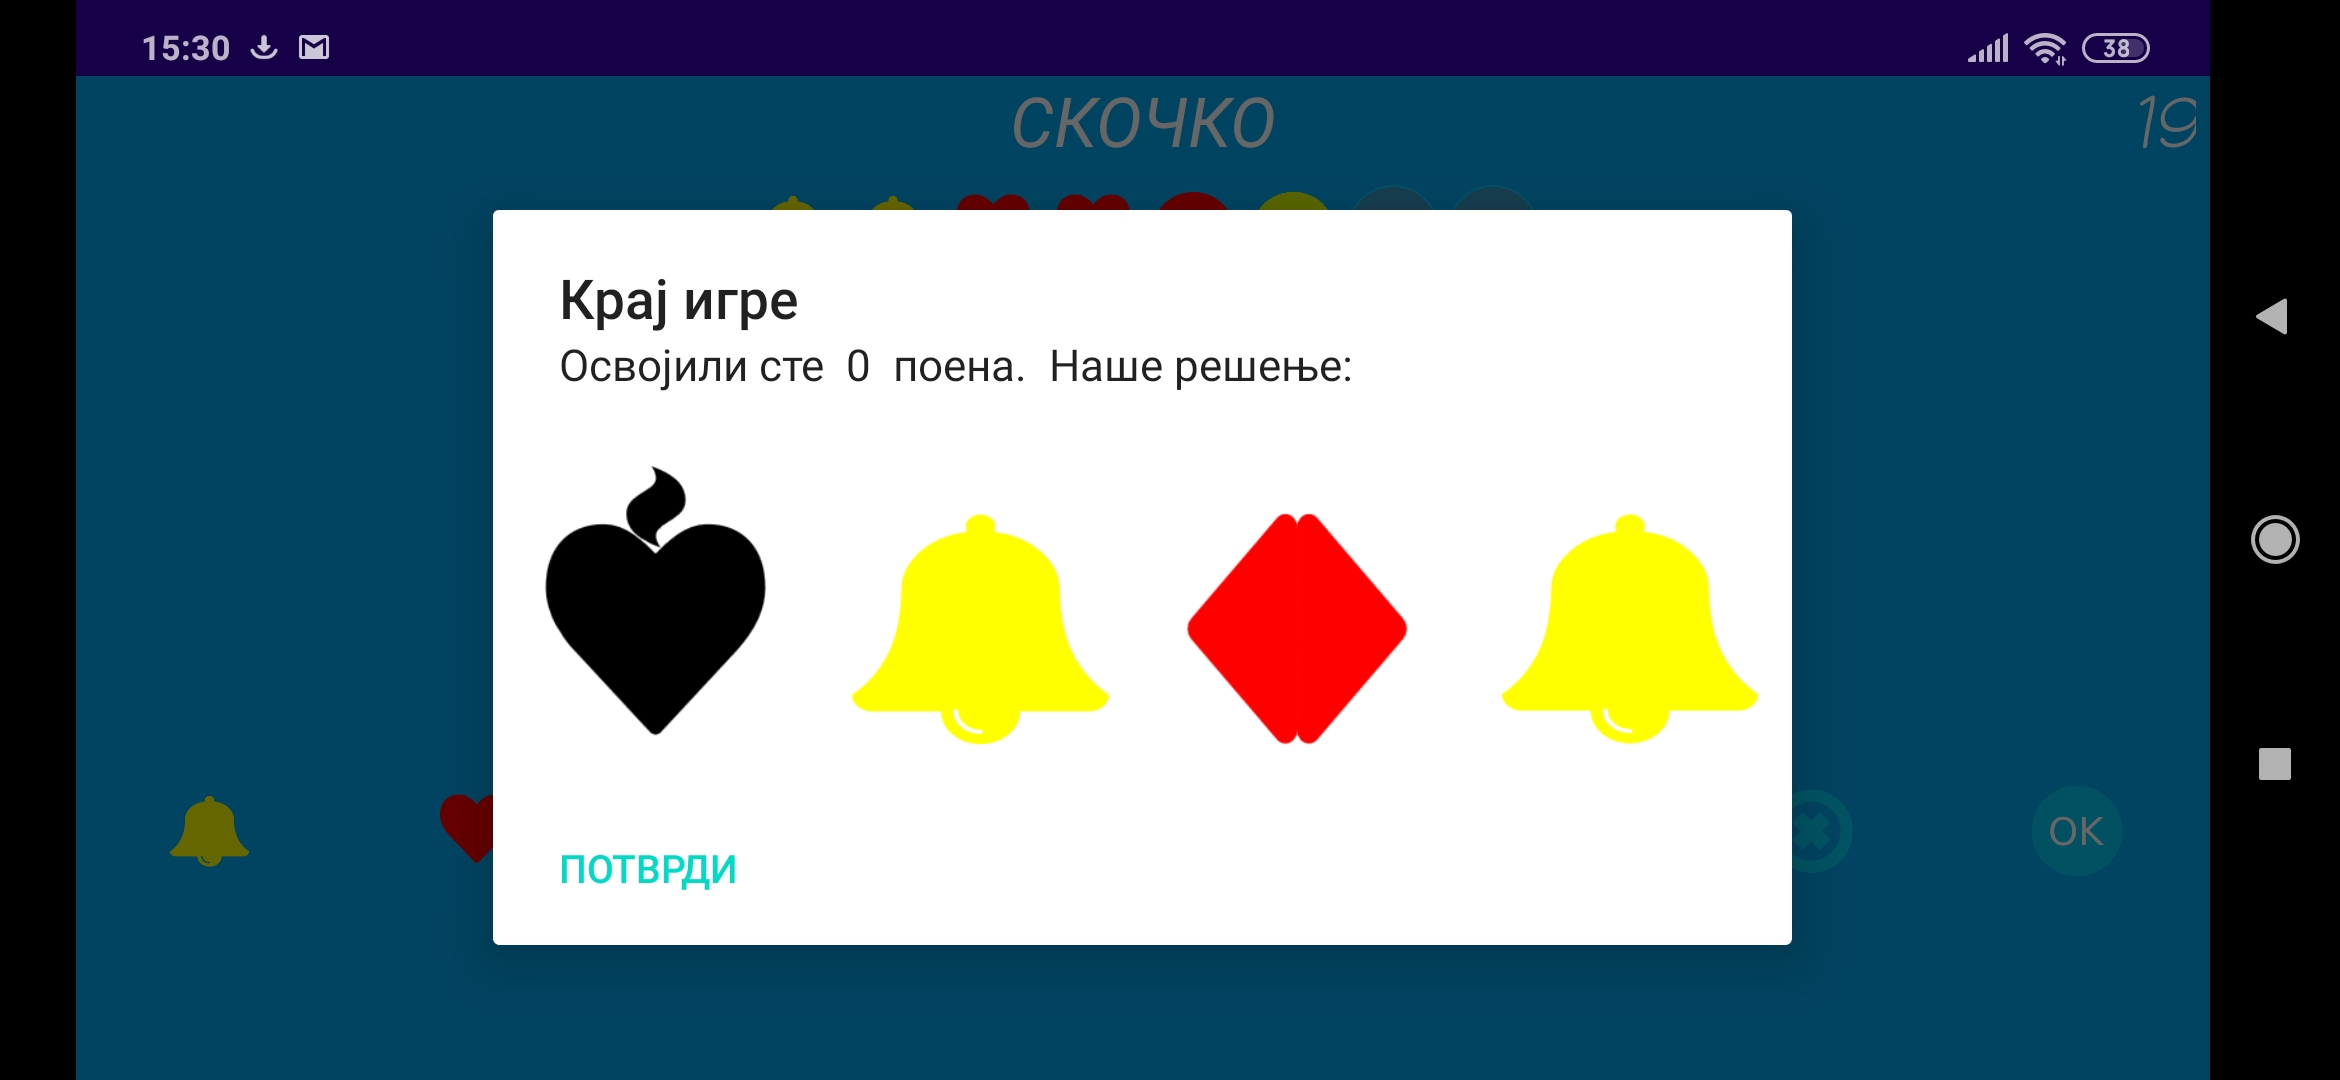 15:30
38
СКОЧКО
19
Крај игре
Освојили сте 0 поена. Наше решење:
OK
ПОТВРДИ